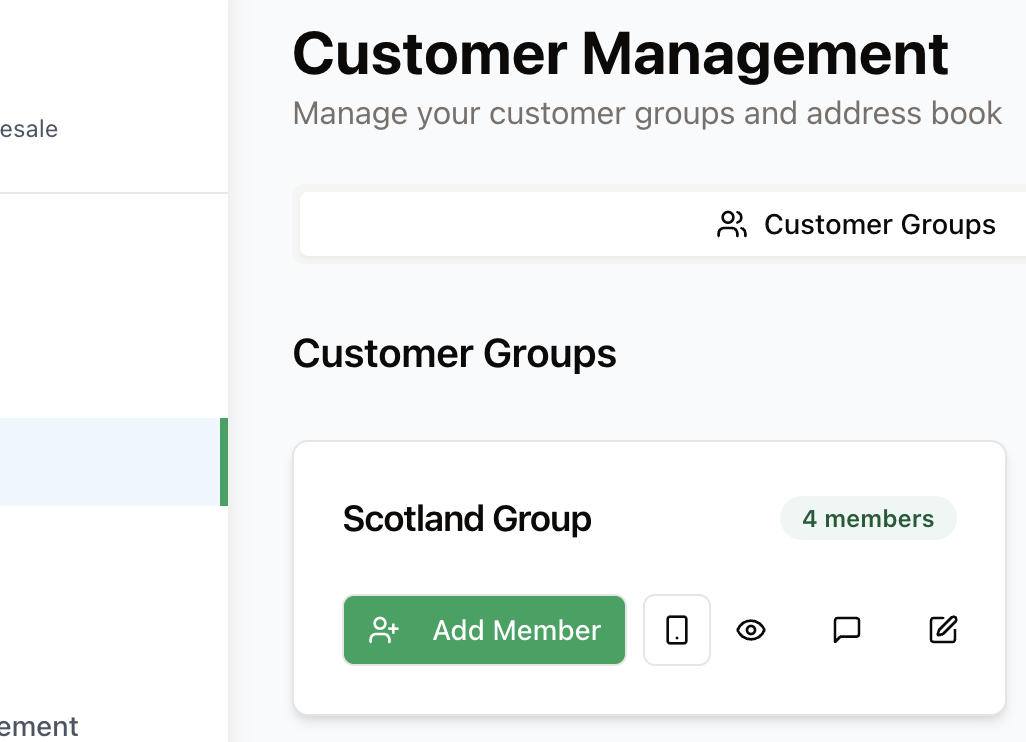 Customer Management
Manage your customer groups and address book
esale
Customer Groups
Customer Groups
Scotland Group
4 members
Add Member
ement